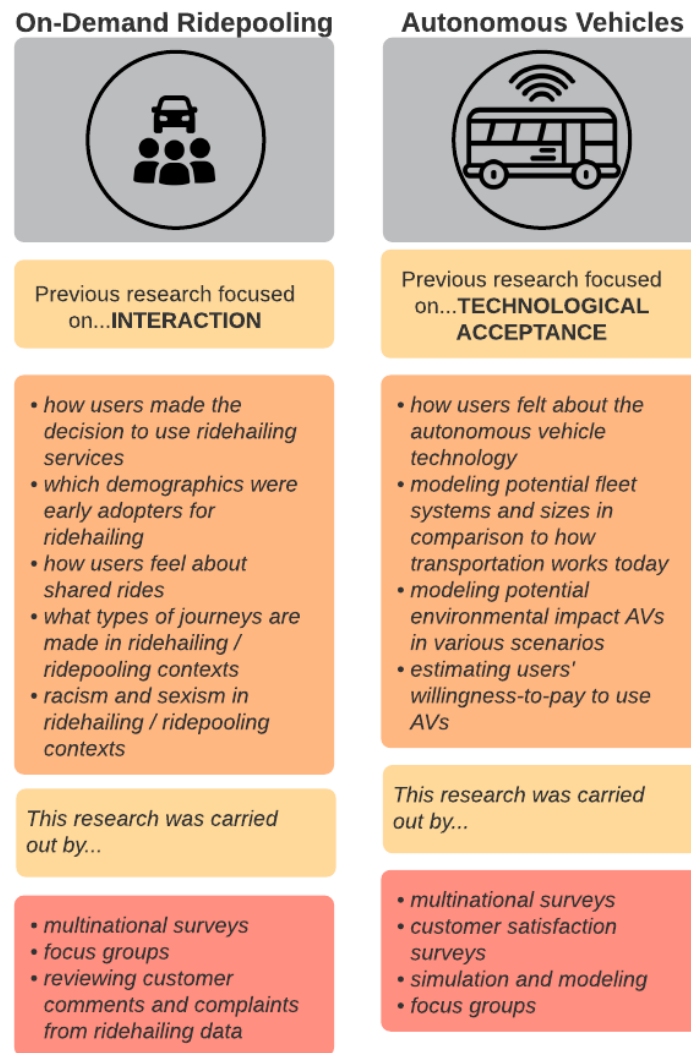 On-Demand Ridepooling
Previous research focused
on...INTERACTION
• how users made the
decision to use ridehailing
services
• which demographics were
early adopters for
ridehailing
• how users feel about
shared rides
• what types of journeys are
made in ridehailing /
ridepooling contexts
• racism and sexism in
ridehailing / ridepooling
contexts
This research was carried
out by...
• multinational surveys
• focus groups
• reviewing customer
comments and complaints
from ridehailing data
Autonomous Vehicles
Previous research focused
on...TECHNOLOGICAL
ACCEPTANCE
• how users felt about the
autonomous vehicle
technology
• modeling potential fleet
systems and sizes in
comparison to how
transportation works today
• modeling potential
environmental impact AVs
in various scenarios
• estimating users'
willingness-to-pay to use
AVs
This research was carried
out by...
• multinational surveys
• customer satisfaction
surveys
• simulation and modeling
• focus groups